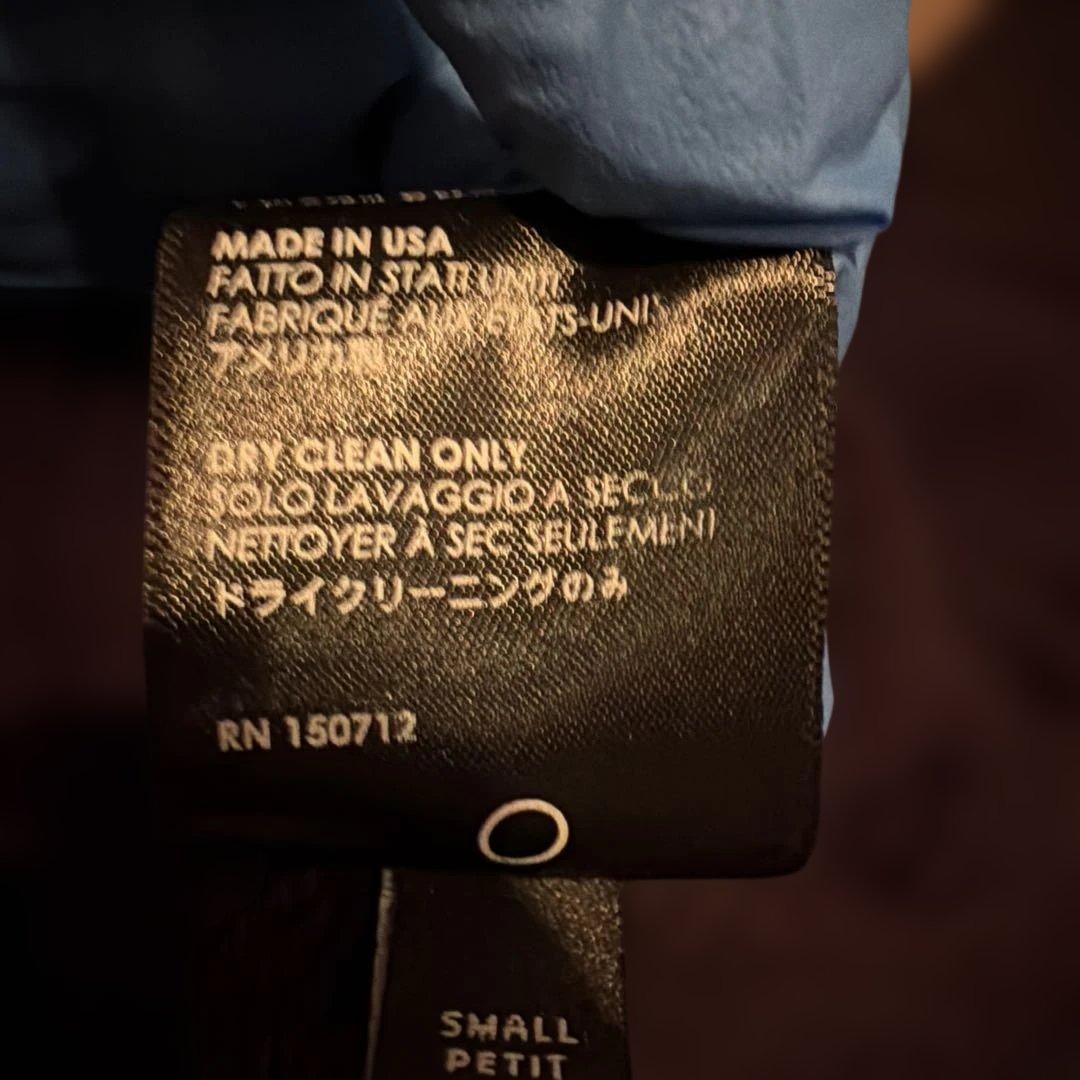 MADE IN USA
FATTO IN STATI UNITI
FABRIQUÉ AUX ÉTATS-UNI
アメリカ製
DRY CLEAN ONLY
SOLO LAVAGGIO A SECCO
NETTOYER À SEC SEULEMENT
ドライクリーニングのみ
RN 150712
SMALL
PETIT